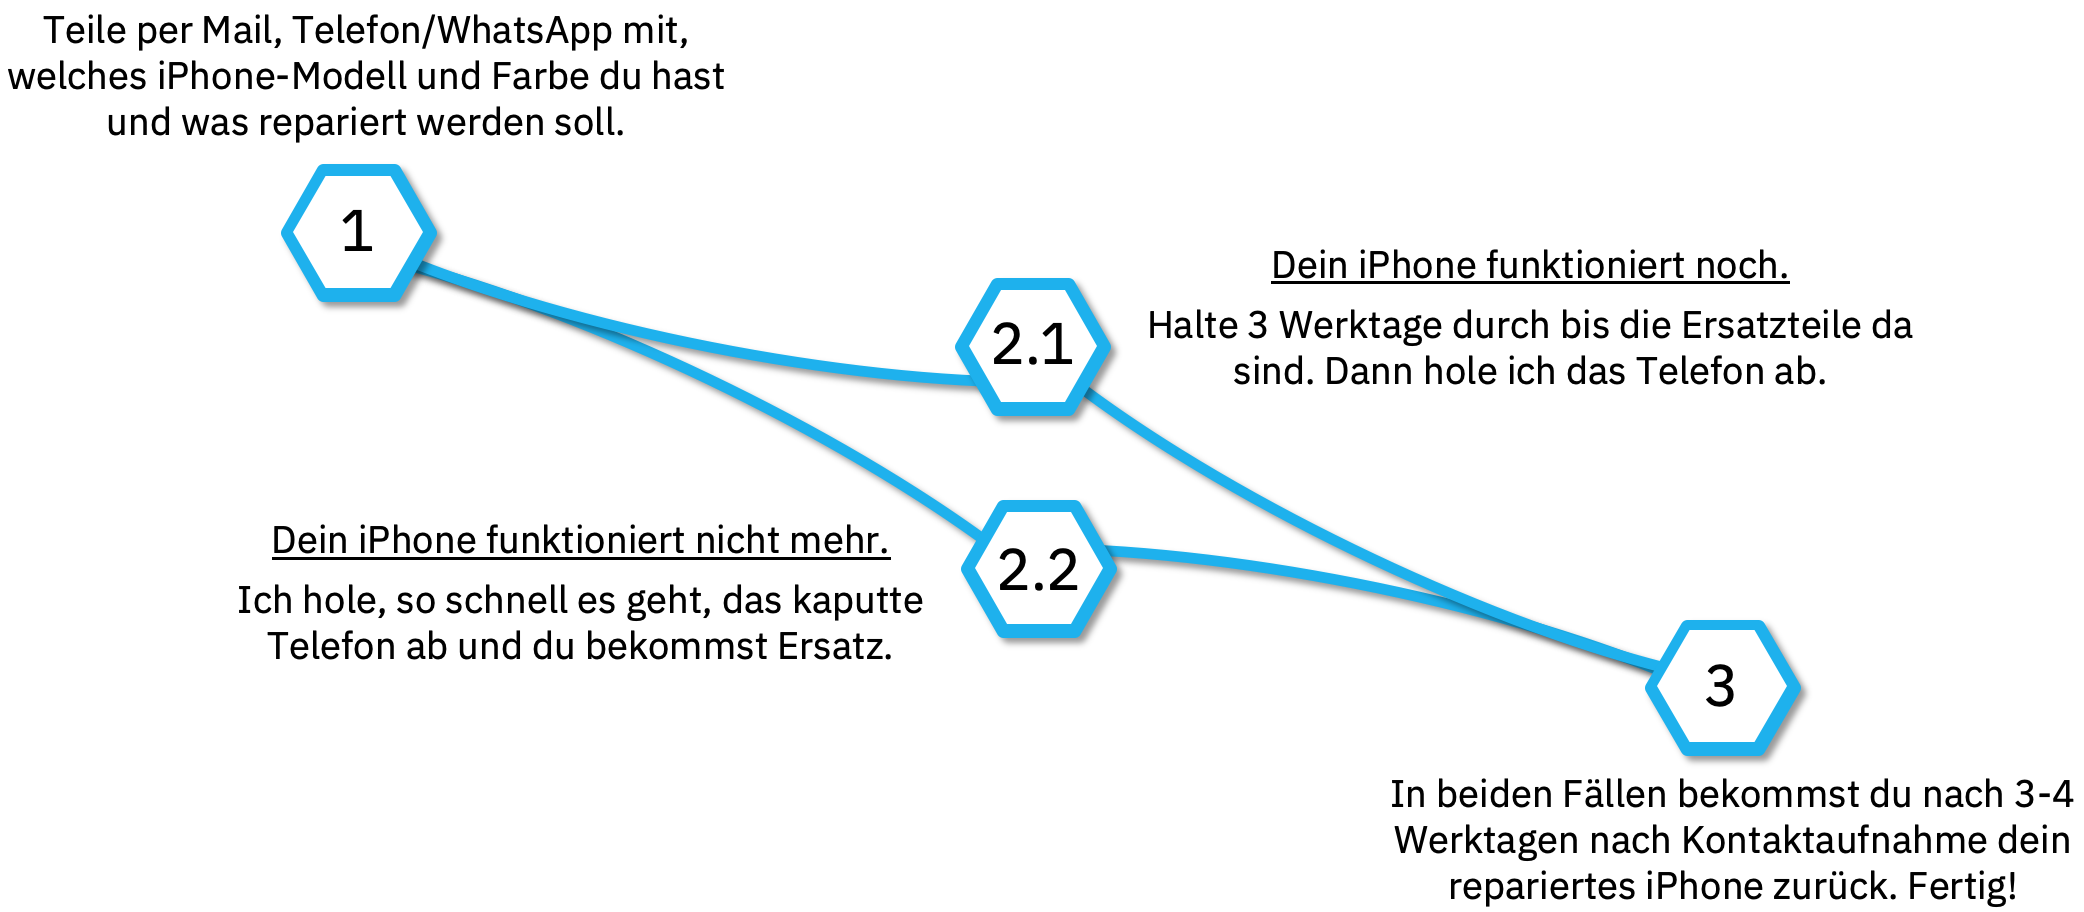 Teile per Mail, Telefon/WhatsApp mit,
welches iPhone-Modell und Farbe du hast
und was repariert werden soll.
1
2.1
Dein iPhone funktioniert noch.
Halte 3 Werktage durch bis die Ersatzteile da
sind. Dann hole ich das Telefon ab.
Dein iPhone funktioniert nicht mehr.
Ich hole, so schnell es geht, das kaputte
Telefon ab und du bekommst Ersatz.
2.2
3
In beiden Fällen bekommst du nach 3-4
Werktagen nach Kontaktaufnahme dein
repariertes iPhone zurück. Fertig!